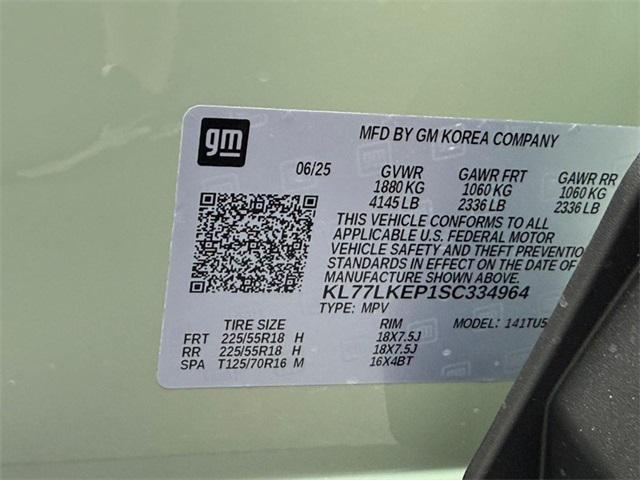 gm
MFD BY GM KOREA COMPANY
06/25 GVWR GAWR FRT GAWR RR
1880 KG 1060 KG 1060 KG
4145 LB 2336 LB 2336 LB
THIS VEHICLE CONFORMS TO ALL
APPLICABLE U.S. FEDERAL MOTOR
VEHICLE SAFETY AND THEFT PREVENTIO
STANDARDS IN EFFECT ON THE DATE OF
MANUFACTURE SHOWN ABOVE.
KL77LKEP1SC334964
TYPE: MPV
TIRE SIZE RIM MODEL: 141TU5
FRT 225/55R18 H 18X7.5J
RR 225/55R18 H 18X7.5J
SPA T125/70R16 M 16X4BT